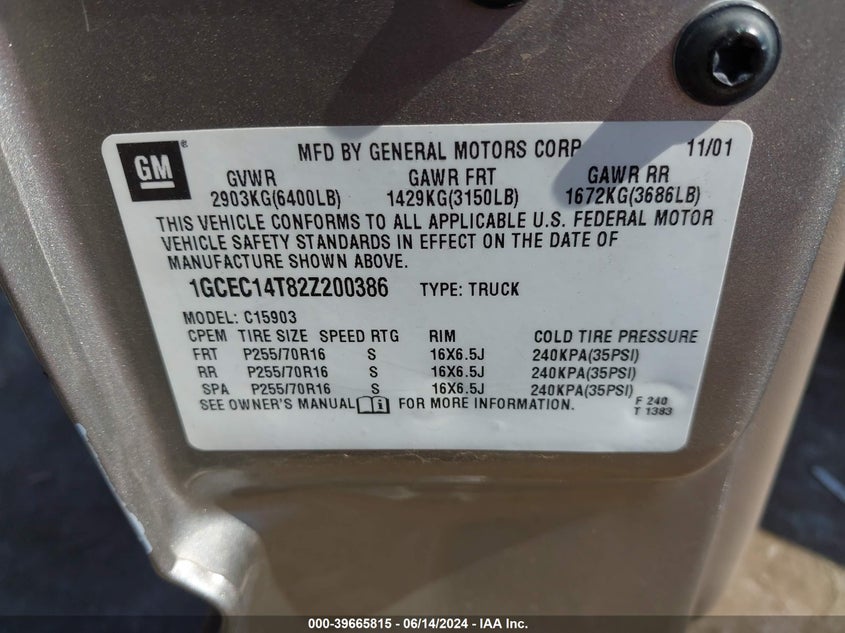 GM ® MFD BY GENERAL MOTORS CORP 11/01
GVWR GAWR FRT GAWR RR
2903KG(6400LB) 1429KG(3150LB) 1672KG(3686LB)
THIS VEHICLE CONFORMS TO ALL APPLICABLE U.S. FEDERAL MOTOR
VEHICLE SAFETY STANDARDS IN EFFECT ON THE DATE OF
MANUFACTURE SHOWN ABOVE.
1GCEC14T82Z200386 TYPE: TRUCK
MODEL: C15903
CPEM TIRE SIZE SPEED RTG RIM COLD TIRE PRESSURE
FRT P255/70R16 S 16X6.5J 240KPA(35PSI)
RR P255/70R16 S 16X6.5J 240KPA(35PSI)
SPA P255/70R16 S 16X6.5J 240KPA(35PSI)
SEE OWNER'S MANUAL FOR MORE INFORMATION.
F 240
T 1383
000-39665815 - 06/14/2024 - IAA Inc.